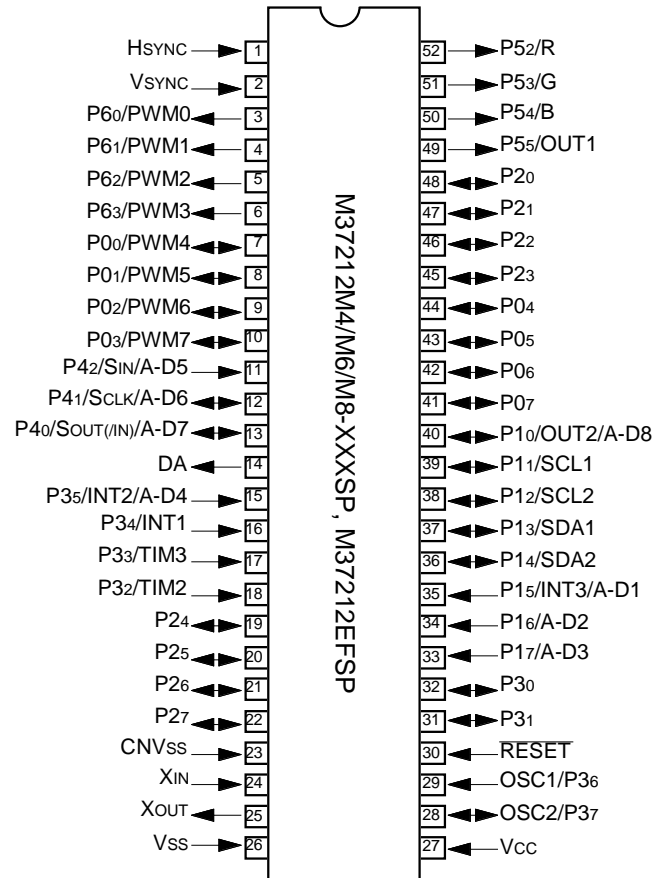 HSYNC 1
VSYNC 2
P60/PWM0 3
P61/PWM1 4
P62/PWM2 5
P63/PWM3 6
P00/PWM4 7
P01/PWM5 8
P02/PWM6 9
P03/PWM7 10
P42/SIN/A-D5 11
P41/SCLK/A-D6 12
P40/SOUT(/IN)/A-D7 13
DA 14
P35/INT2/A-D4 15
P34/INT1 16
P33/TIM3 17
P32/TIM2 18
P24 19
P25 20
P26 21
P27 22
CNVSS 23
XIN 24
XOUT 25
VSS 26
M37212M4/M6/M8-XXXSP, M37212EFSP
52 P52/R
51 P53/G
50 P54/B
49 P55/OUT1
48 P20
47 P21
46 P22
45 P23
44 P04
43 P05
42 P06
41 P07
40 P10/OUT2/A-D8
39 P11/SCL1
38 P12/SCL2
37 P13/SDA1
36 P14/SDA2
35 P15/INT3/A-D1
34 P16/A-D2
33 P17/A-D3
32 P30
31 P31
30 RESET
29 OSC1/P36
28 OSC2/P37
27 VCC